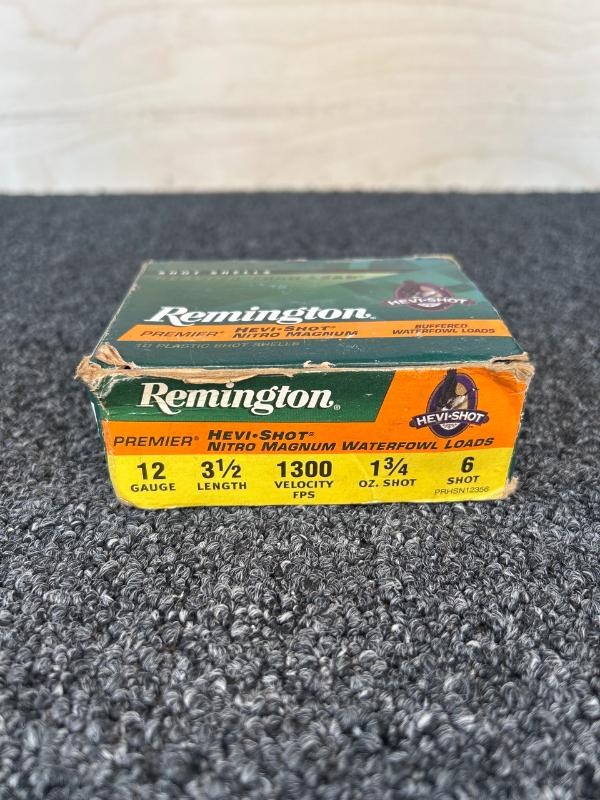 SHOT SHELLS
Remington®
PREMIER® HEVI-SHOT®
NITRO MAGNUM
HEVI-SHOT
BUFFERED
WATERFOWL LOADS
10 PLASTIC SHOT SHELLS
Remington®
HEVI-SHOT
PREMIER® HEVI•SHOT®
NITRO MAGNUM WATERFOWL LOADS
12 3½ 1300 1¾ 6
GAUGE LENGTH VELOCITY OZ. SHOT SHOT
FPS
PRHSN12356